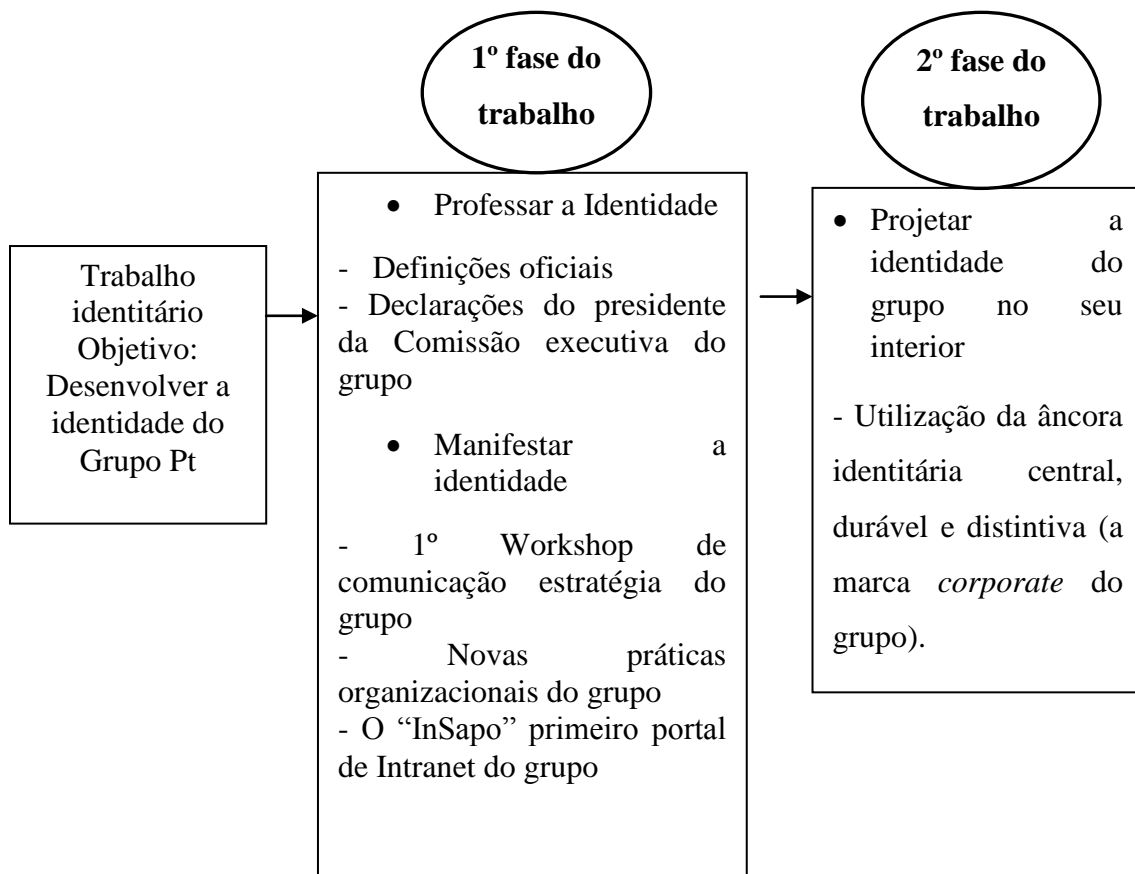 1º fase do
trabalho
2º fase do
trabalho
Trabalho
identitário
Objetivo:
Desenvolver a
identidade do
Grupo Pt
• Professar a Identidade
- Definições oficiais
- Declarações do presidente
da Comissão executiva do
grupo
• Manifestar a
identidade
- 1º Workshop de
comunicação estratégia do
grupo
- Novas práticas
organizacionais do grupo
- O “InSapo” primeiro portal
de Intranet do grupo
• Projetar a
identidade do
grupo no seu
interior
- Utilização da âncora
identitária central,
durável e distintiva (a
marca corporate do
grupo).